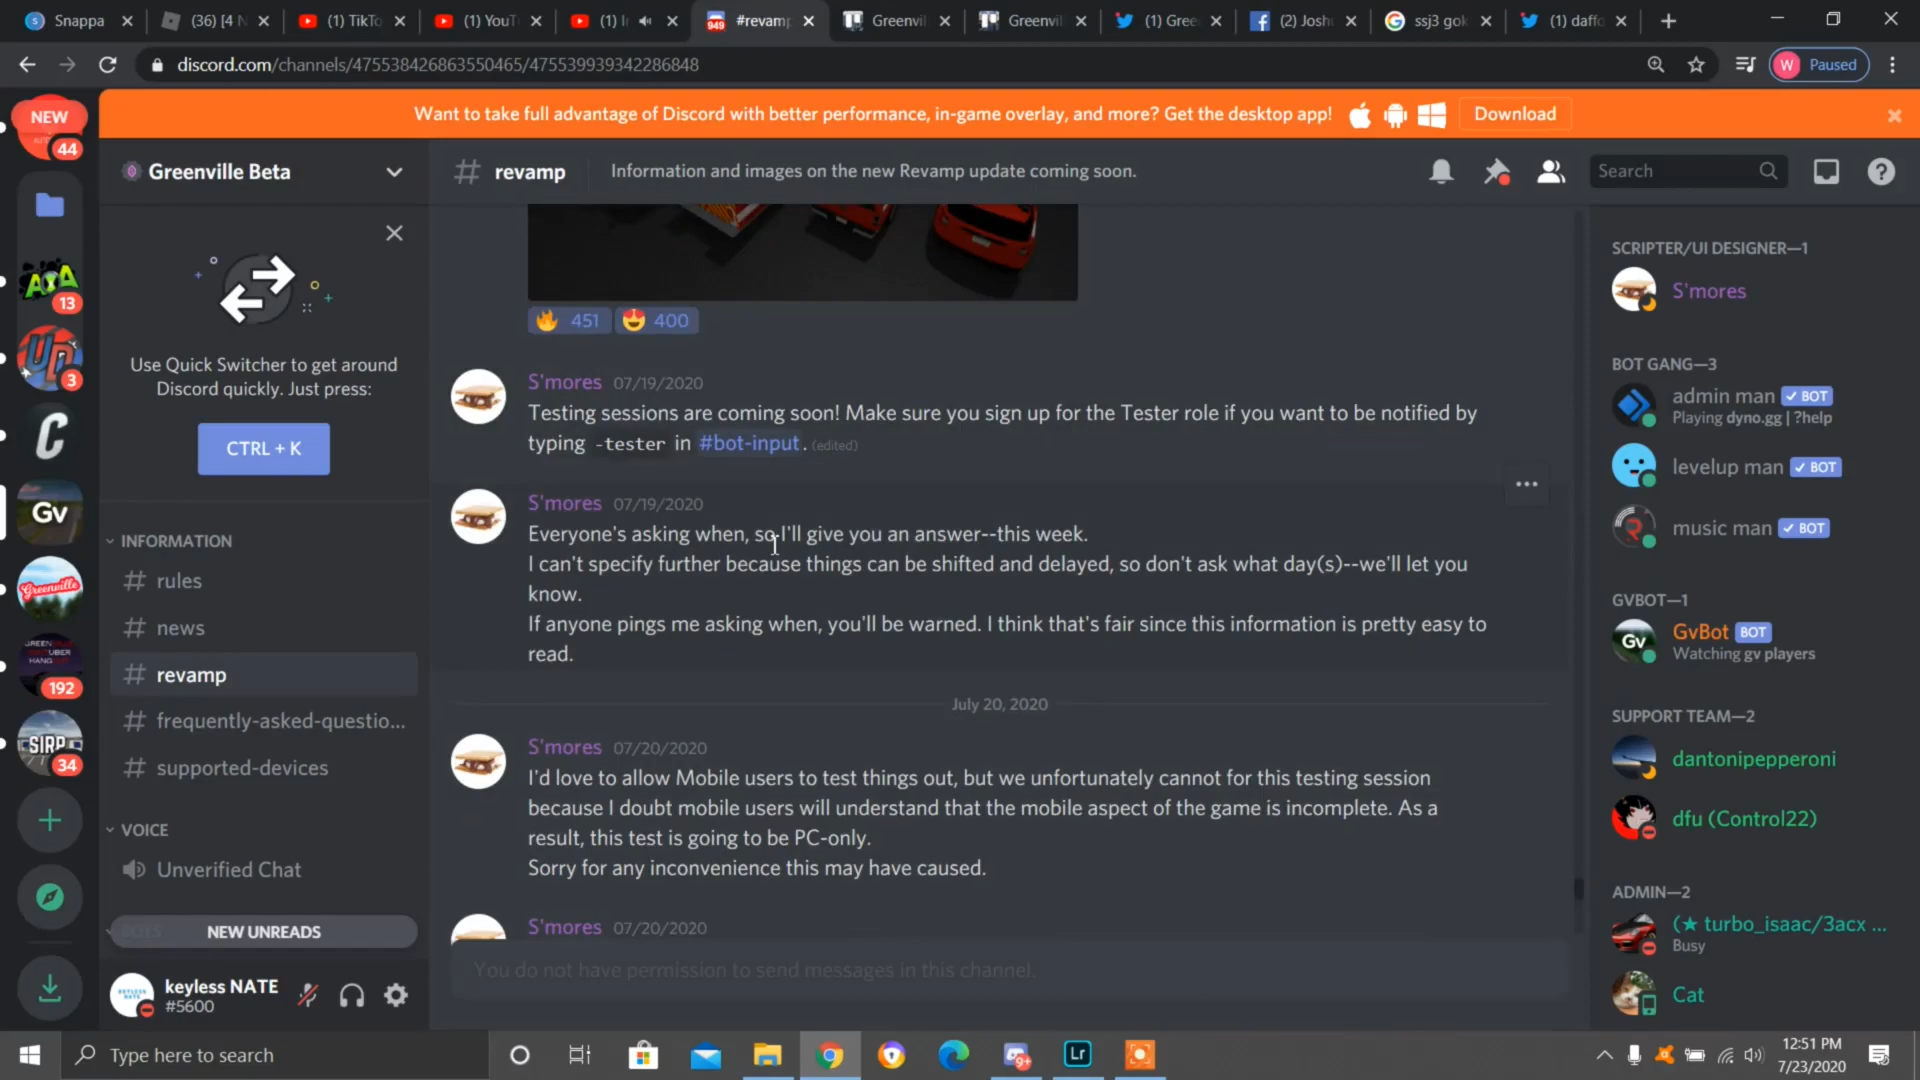 Snappa
(36) [4 N
(1) TikTo
(1) YouT
(1) I
949
#revamp
Greenvil
Greenvil
(1) Gree
(2) Josh
ssj3 gok
(1) daffo
discord.com/channels/475538426863550465/475539939342286848
W
Paused
Want to take full advantage of Discord with better performance, in-game overlay, and more? Get the desktop app!
Download
NEW
44
Greenville Beta
revamp
Information and images on the new Revamp update coming soon.
Search
AXA
13
UD
3
Gv
Greenville
192
SIRP
34
Use Quick Switcher to get around
Discord quickly. Just press:
CTRL + K
INFORMATION
rules
news
revamp
frequently-asked-questio...
supported-devices
VOICE
Unverified Chat
NEW UNREADS
keyless NATE
#5600
451
400
S'mores 07/19/2020
Testing sessions are coming soon! Make sure you sign up for the Tester role if you want to be notified by
typing -tester in #bot-input. (edited)
S'mores 07/19/2020
Everyone's asking when, so I'll give you an answer--this week.
I can't specify further because things can be shifted and delayed, so don't ask what day(s)--we'll let you
know.
If anyone pings me asking when, you'll be warned. I think that's fair since this information is pretty easy to
read.
July 20, 2020
S'mores 07/20/2020
I'd love to allow Mobile users to test things out, but we unfortunately cannot for this testing session
because I doubt mobile users will understand that the mobile aspect of the game is incomplete. As a
result, this test is going to be PC-only.
Sorry for any inconvenience this may have caused.
S'mores 07/20/2020
You do not have permission to send messages in this channel.
SCRIPTER/UI DESIGNER—1
S'mores
BOT GANG—3
admin man ✓ BOT
Playing dyno.gg | ?help
levelup man ✓ BOT
music man ✓ BOT
GVBOT—1
Gv
GvBot BOT
Watching gv players
SUPPORT TEAM—2
dantonipepperoni
dfu (Control22)
ADMIN—2
(★ turbo_isaac/3acx ...
Busy
Cat
Type here to search
9+
Lr
12:51 PM
7/23/2020